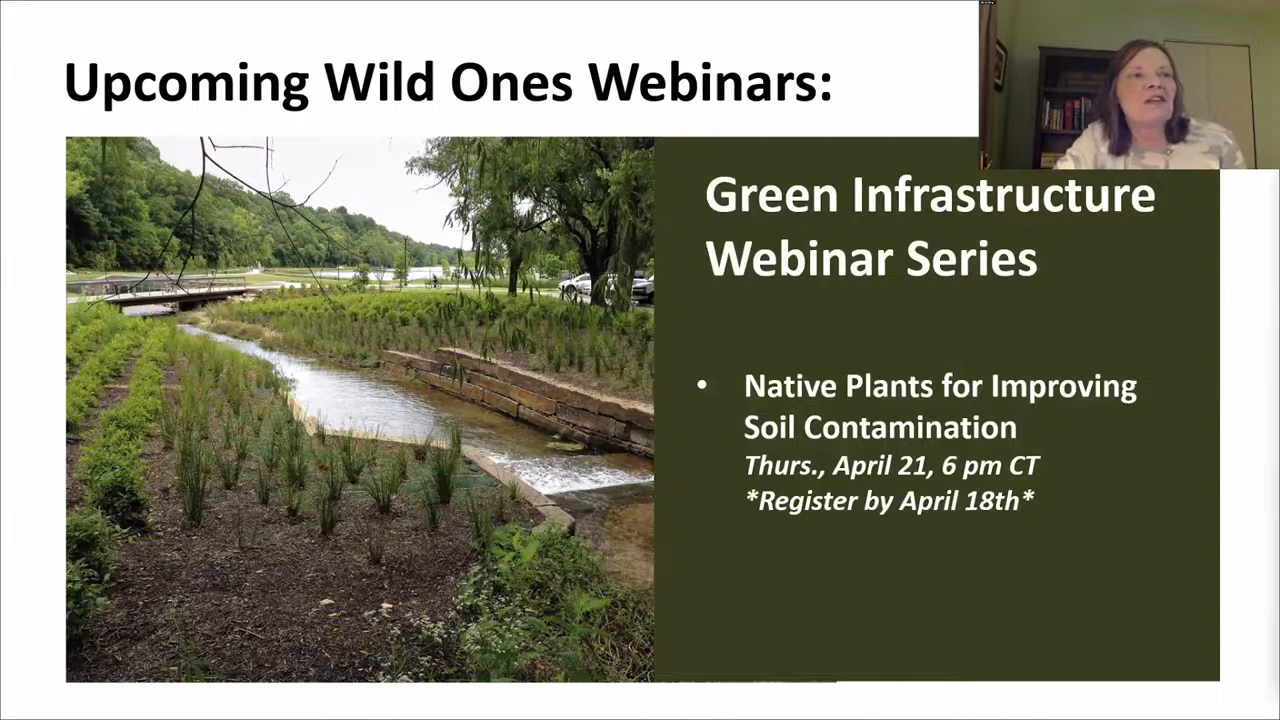 Upcoming Wild Ones Webinars:
Green Infrastructure
Webinar Series
• Native Plants for Improving
Soil Contamination
Thurs., April 21, 6 pm CT
*Register by April 18th*